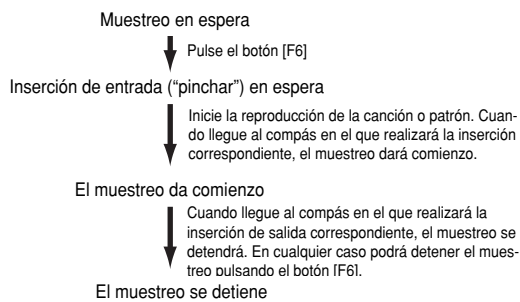 Muestreo en espera
Pulse el botón [F6]
Inserción de entrada (“pinchar”) en espera
Inicie la reproducción de la canción o patrón. Cuan-
do llegue al compás en el que realizará la inserción
correspondiente, el muestreo dará comienzo.
El muestreo da comienzo
Cuando llegue al compás en el que realizará la
inserción de salida correspondiente, el muestreo se
detendrá. En cualquier caso podrá detener el mues-
treo pulsando el botón [F6].
El muestreo se detiene